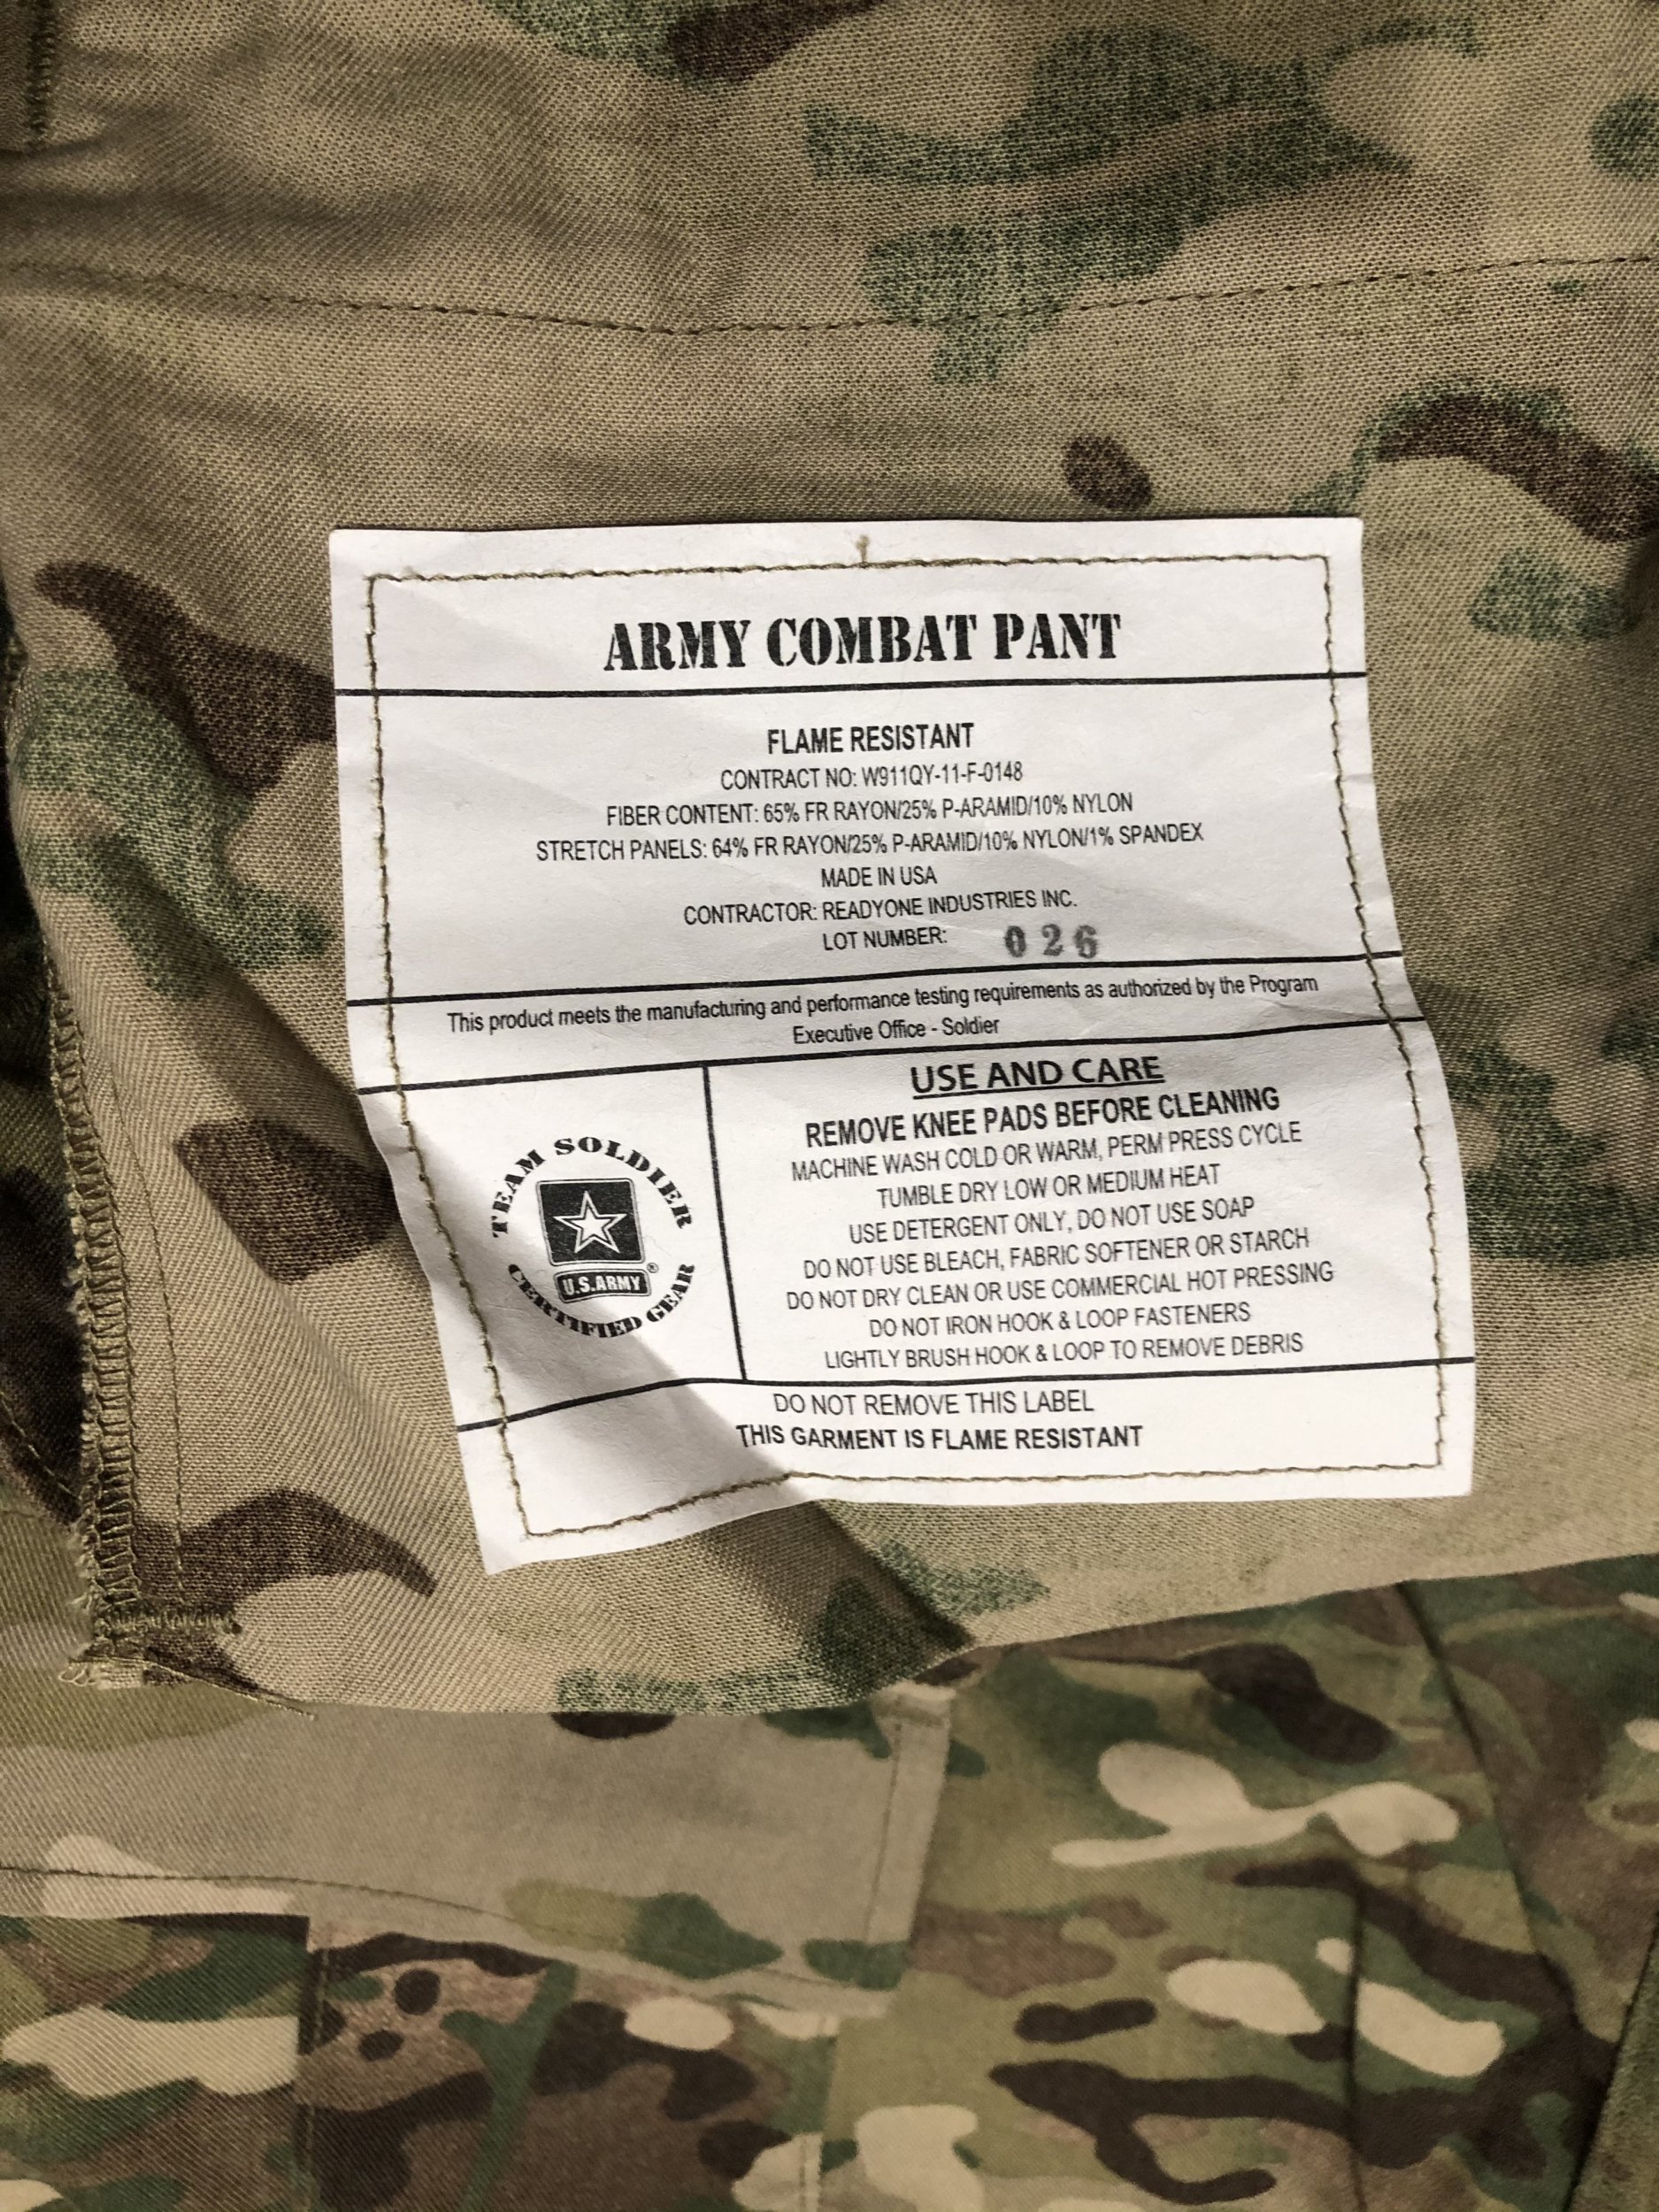 ARMY COMBAT PANT
FLAME RESISTANT
CONTRACT NO: W911QY-11-F-0148
FIBER CONTENT: 65% FR RAYON/25% P-ARAMID/10% NYLON
STRETCH PANELS: 64% FR RAYON/25% P-ARAMID/10% NYLON/1% SPANDEX
MADE IN USA
CONTRACTOR: READYONE INDUSTRIES INC.
LOT NUMBER: 026
This product meets the manufacturing and performance testing requirements as authorized by the Program
Executive Office - Soldier
TEAM SOLDIER
U.S.ARMY®
CERTIFIED GEAR
USE AND CARE
REMOVE KNEE PADS BEFORE CLEANING
MACHINE WASH COLD OR WARM, PERM PRESS CYCLE
TUMBLE DRY LOW OR MEDIUM HEAT
USE DETERGENT ONLY, DO NOT USE SOAP
DO NOT USE BLEACH, FABRIC SOFTENER OR STARCH
DO NOT DRY CLEAN OR USE COMMERCIAL HOT PRESSING
DO NOT IRON HOOK & LOOP FASTENERS
LIGHTLY BRUSH HOOK & LOOP TO REMOVE DEBRIS
DO NOT REMOVE THIS LABEL
THIS GARMENT IS FLAME RESISTANT